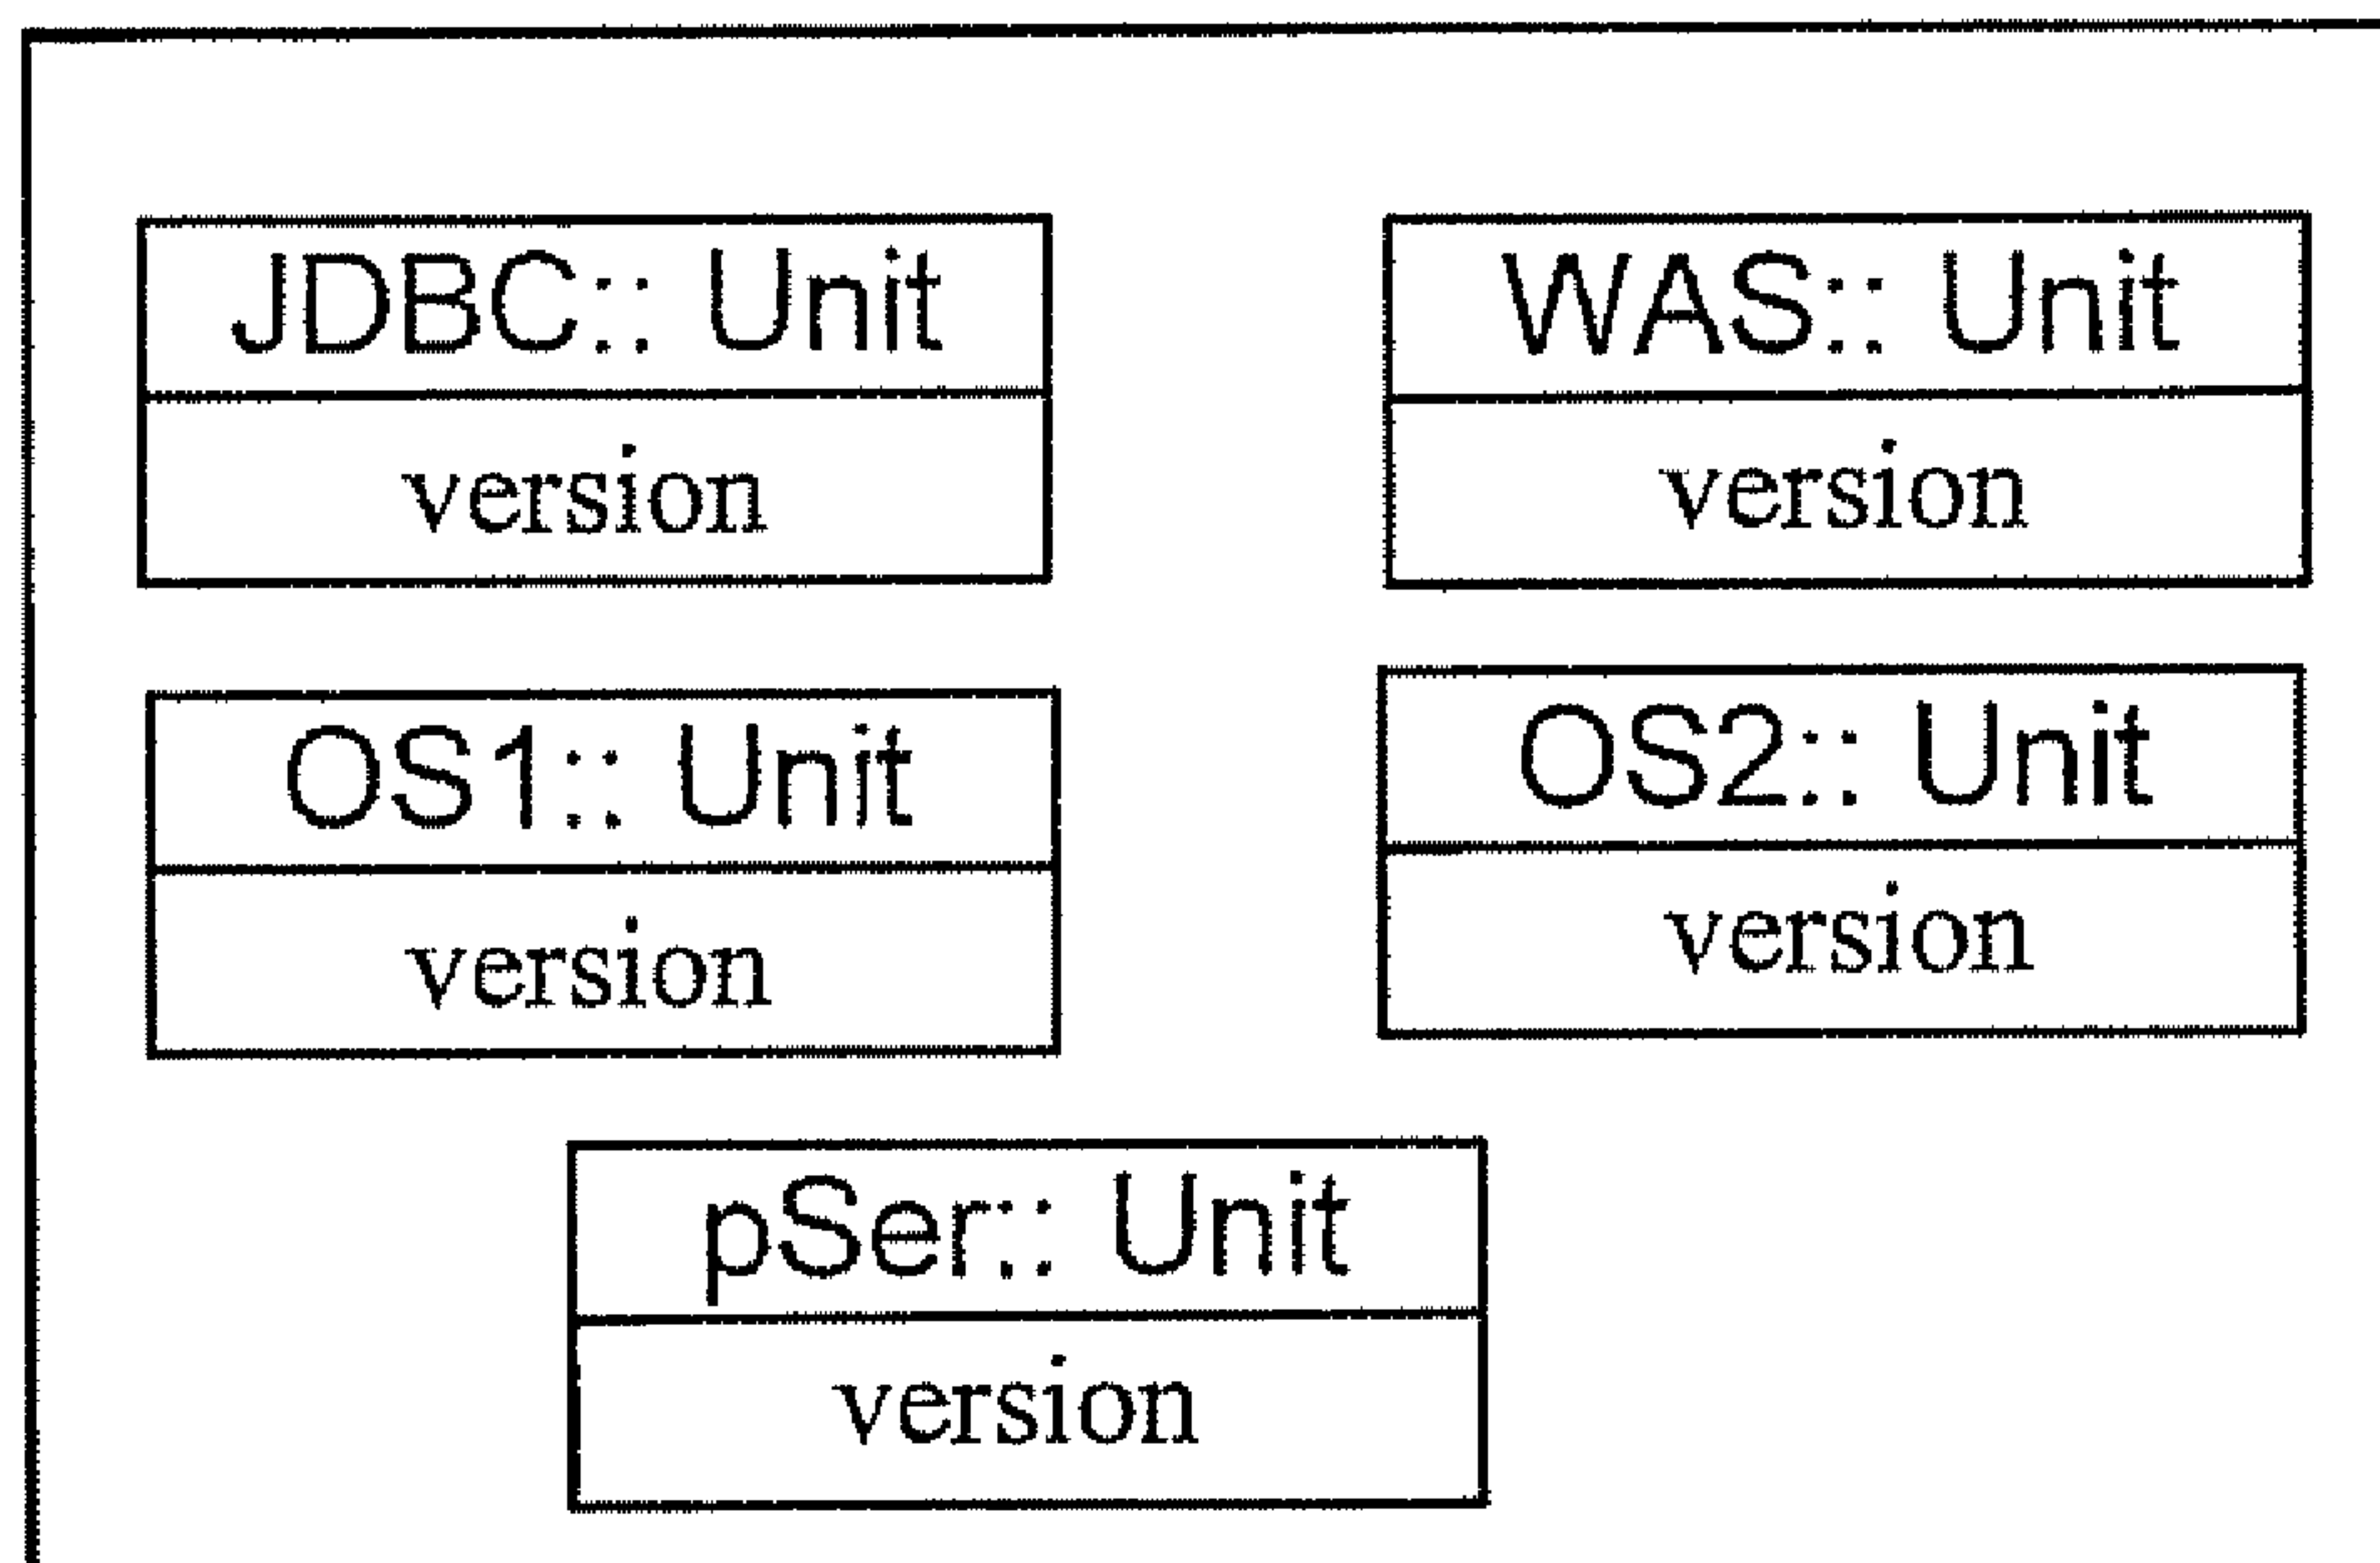 JDBC:: Unit
version
WAS:: Unit
version
OS1:: Unit
version
OS2:: Unit
version
pSer:: Unit
version